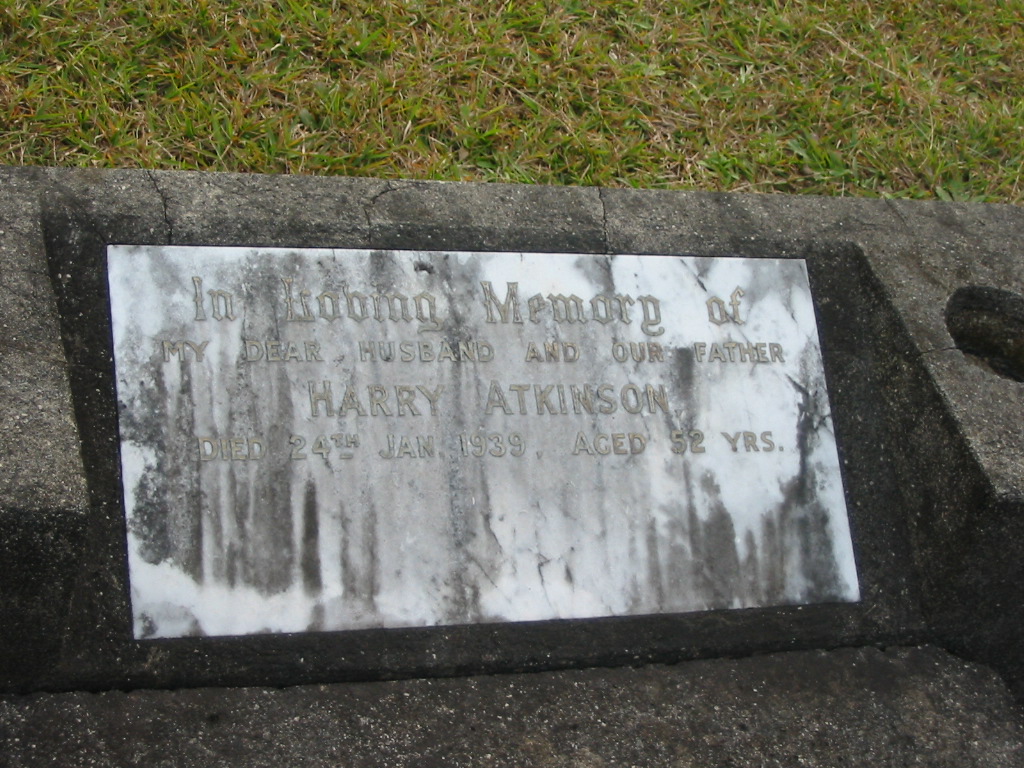 In Loving Memory of
MY DEAR HUSBAND AND OUR FATHER
HARRY ATKINSON,
DIED 24TH JAN. 1939, AGED 52 YRS.